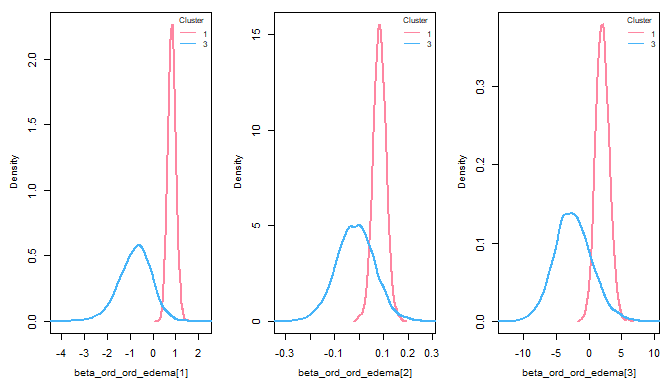 Cluster
1
3
Density
0.0 0.5 1.0 1.5 2.0
-4 -3 -2 -1 0 1 2
beta_ord_ord_edema[1]
Cluster
1
3
Density
0 5 10 15
-0.3 -0.1 0.1 0.2 0.3
beta_ord_ord_edema[2]
Cluster
1
3
Density
0.0 0.1 0.2 0.3
-10 -5 0 5 10
beta_ord_ord_edema[3]